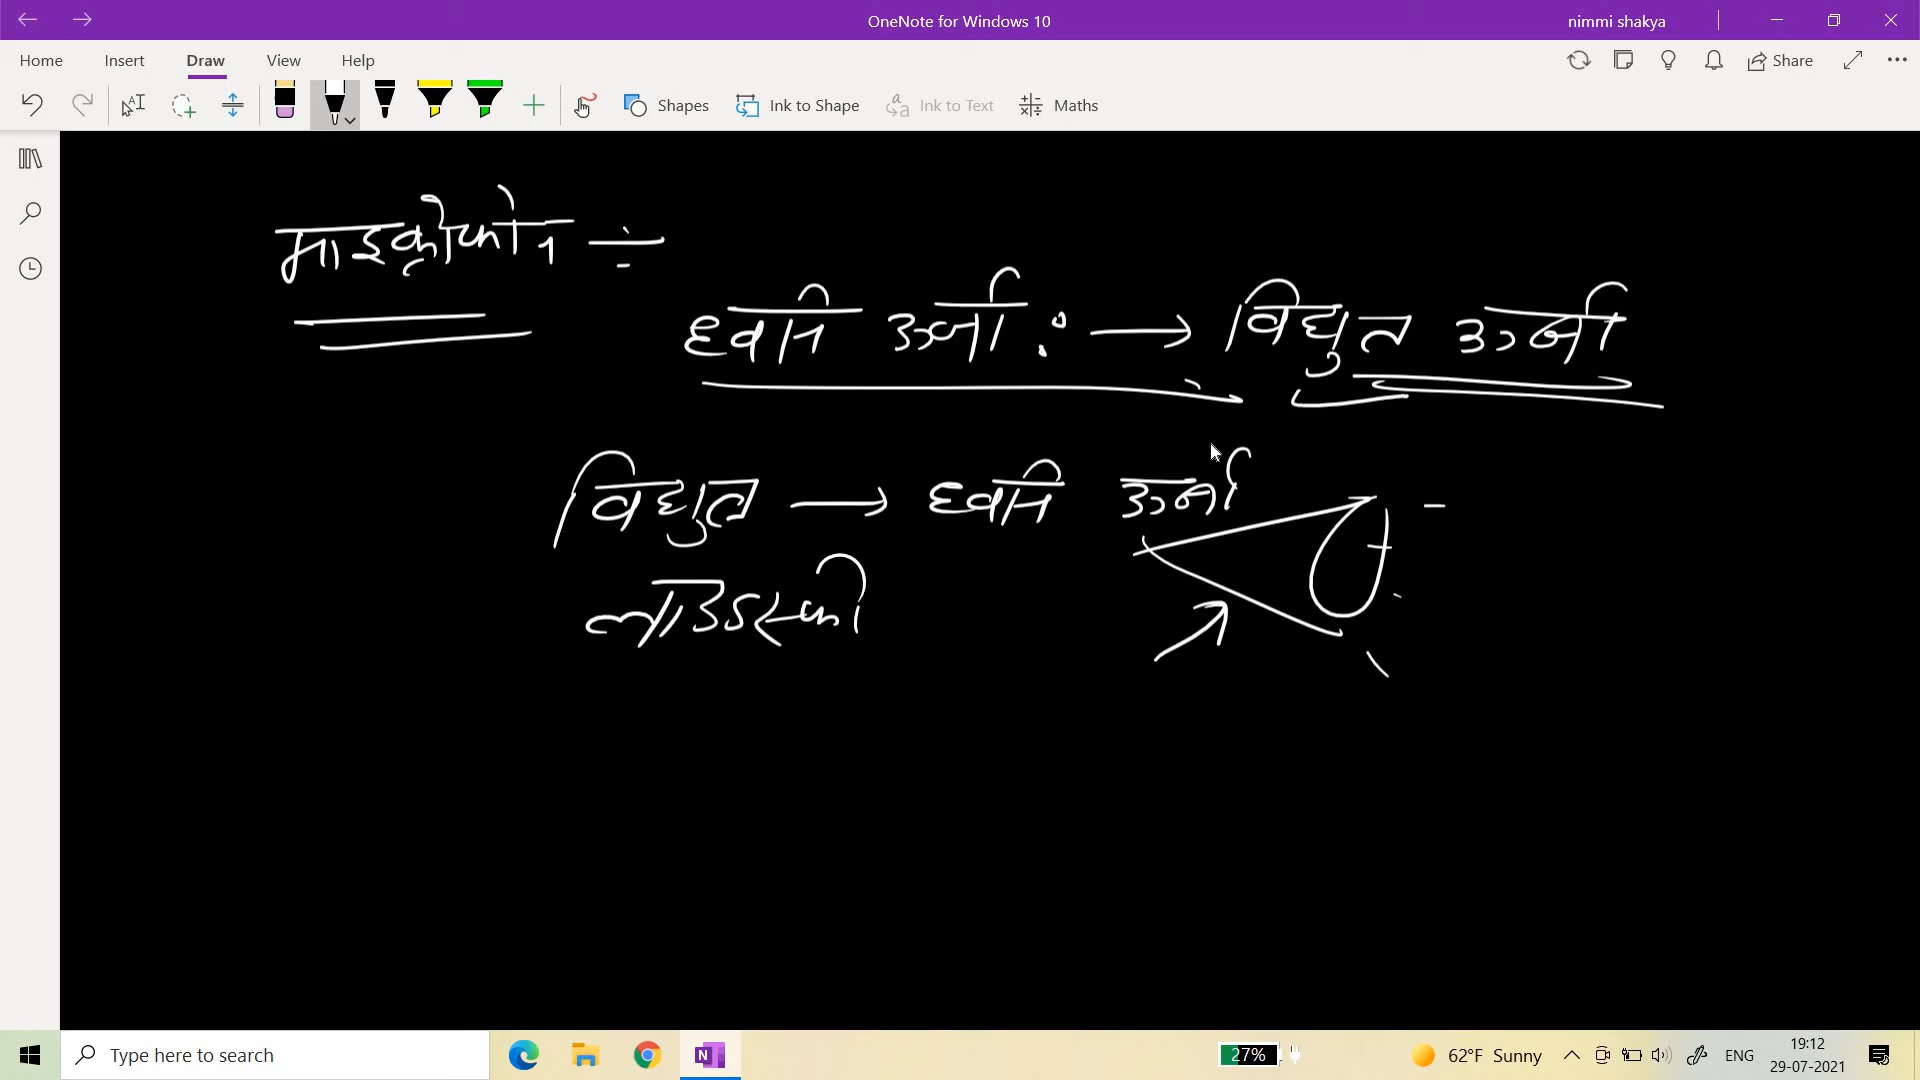 OneNote for Windows 10 nimmi shakya
Home Insert Draw View Help Share
Shapes Ink to Shape Ink to Text Maths
माइक्रोफोन ÷
ध्वनि ऊर्जा : → विद्युत ऊर्जा
विद्युत → ध्वनि ऊर्जा
लाउडस्पी
Type here to search N 27% 62°F Sunny ENG 19:12
29-07-2021